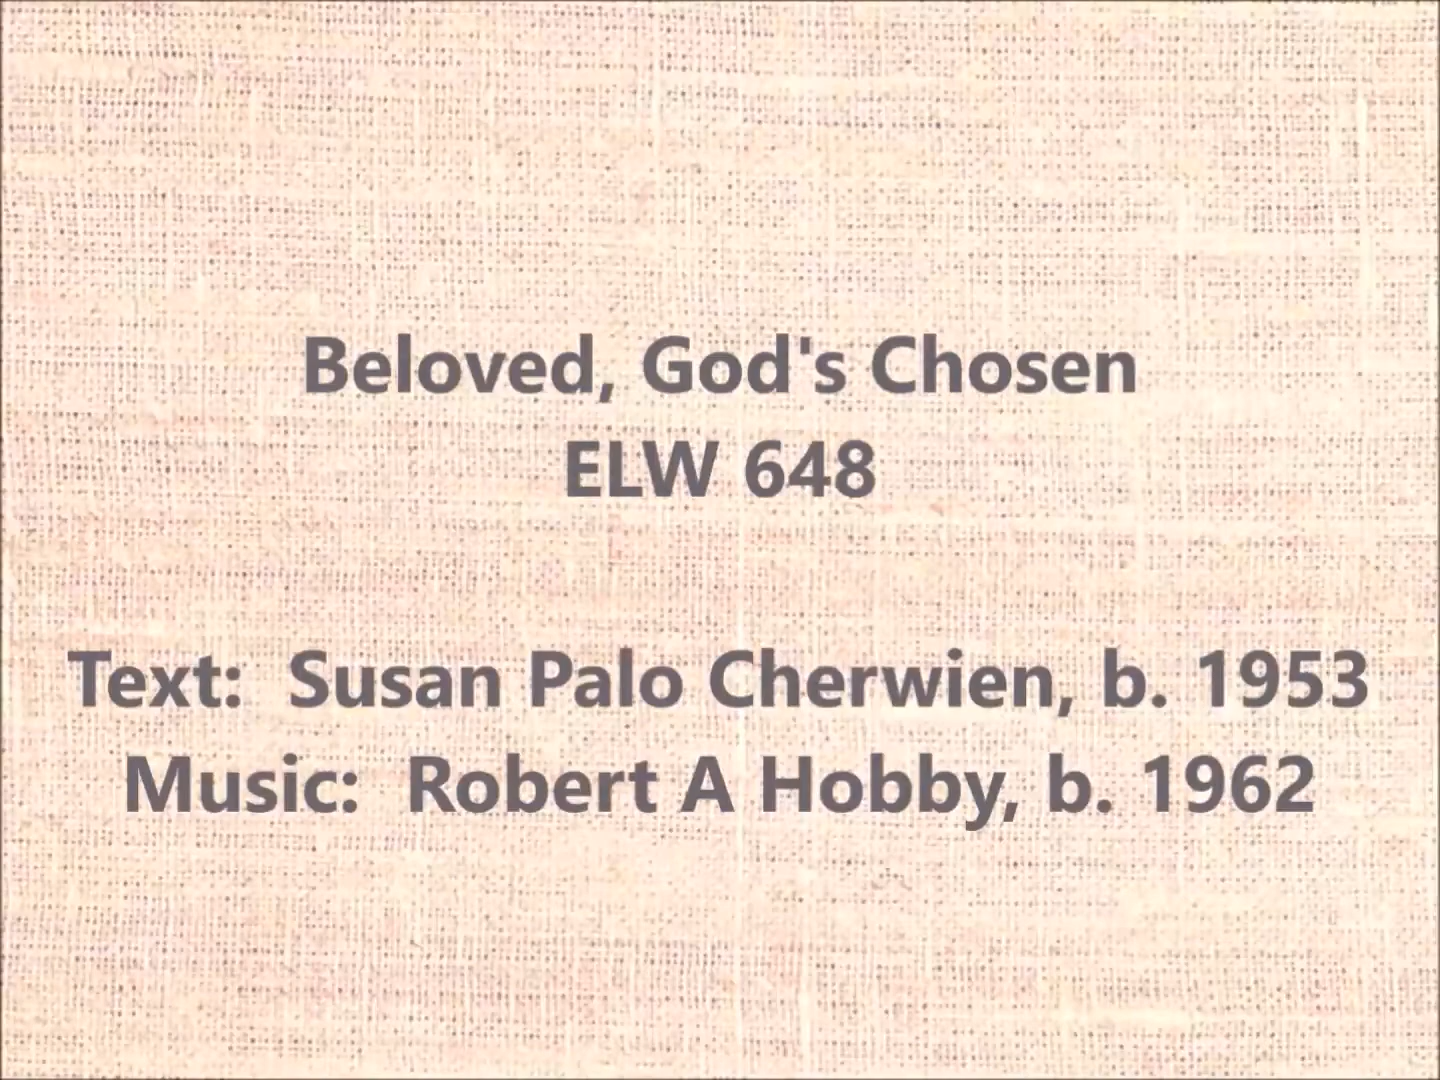 Beloved, God's Chosen
ELW 648
Text:  Susan Palo Cherwien, b. 1953
Music:  Robert A Hobby, b. 1962